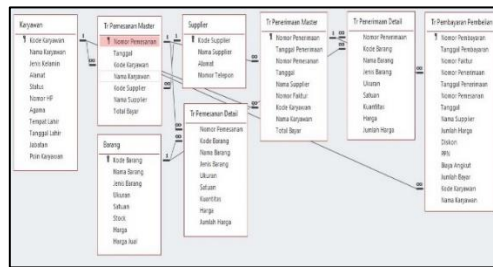 Karyawan
Kode Karyawan
Nama Karyawan
Jenis Kelamin
Alamat
Status
Nomor HP
Agama
Tempat Lahir
Tanggal Lahir
Jabatan
Poin Karyawan
Tr Pemesanan Master
Nomor Pemesanan
Tanggal
Kode Karyawan
Nama Karyawan
Kode Supplier
Nama Supplier
Total Bayar
Barang
Kode Barang
Nama Barang
Jenis Barang
Ukuran
Satuan
Stock
Harga
Harga Jual
Supplier
Kode Supplier
Nama Supplier
Alamat
Nomor Telepon
Tr Pemesanan Detail
Nomor Pemesanan
Kode Barang
Nama Barang
Jenis Barang
Ukuran
Satuan
Kuantitas
Harga
Jumlah Harga
Tr Penerimaan Master
Nomor Penerimaan
Tanggal Penerimaan
Nomor Pemesanan
Tanggal
Nama Supplier
Nomor Faktur
Kode Karyawan
Nama Karyawan
Total Bayar
Tr Penerimaan Detail
Nomor Penerimaan
Kode Barang
Nama Barang
Jenis Barang
Ukuran
Satuan
Kuantitas
Harga
Jumlah Harga
Tr Pembayaran Pembelian
Nomor Pembayaran
Tanggal Pembayaran
Nomor Faktur
Nomor Penerimaan
Tanggal Penerimaan
Nomor Pemesanan
Tanggal
Nama Supplier
Jumlah Harga
Diskon
PPN
Biaya Angkut
Jumlah Bayar
Kode Karyawan
Nama Karyawan